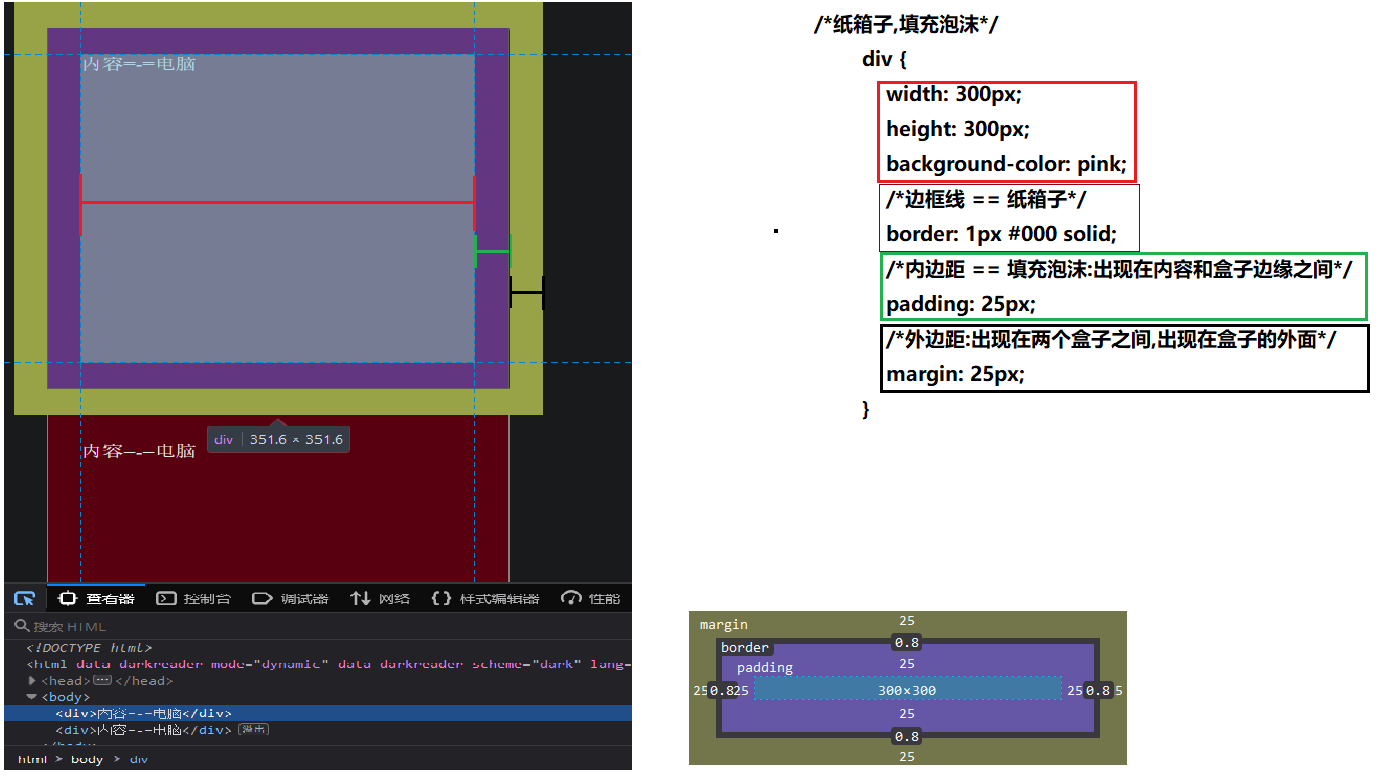 内容=-=电脑
div 351.6 × 351.6
内容=-=电脑
查看器 控制台 调试器 网络 样式编辑器 性能
搜索 HTML
<!DOCTYPE html>
<html data-darkreader-mode="dynamic" data-darkreader-scheme="dark" lang=
<head> ··· </head>
<body>
<div>内容=-=电脑</div>
<div>内容=-=电脑</div> 溢出
</body>
html > body > div
/*纸箱子,填充泡沫*/
div {
width: 300px;
height: 300px;
background-color: pink;
/*边框线 == 纸箱子*/
border: 1px #000 solid;
/*内边距 == 填充泡沫:出现在内容和盒子边缘之间*/
padding: 25px;
/*外边距:出现在两个盒子之间,出现在盒子的外面*/
margin: 25px;
}
margin 25
border 0.8
padding 25
25 0.8 25 300×300 25 0.8 5
25
0.8
25